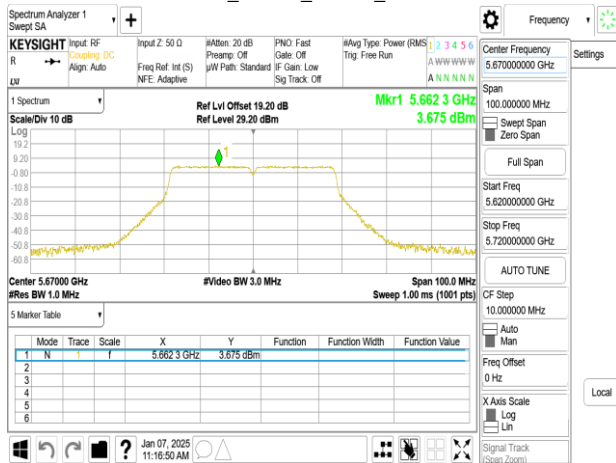 Spectrum Analyzer 1
Swept SA
Frequency
KEYSIGHT
R
Input: RF
Coupling: DC
Align: Auto
Input Z: 50 Ω
Freq Ref: Int (S)
NFE: Adaptive
#Atten: 20 dB
Preamp: Off
µW Path: Standard
PNO: Fast
Gate: Off
IF Gain: Low
Sig Track: Off
#Avg Type: Power (RMS
Trig: Free Run
1 2 3 4 5 6
A W W W W W
A N N N N N
1 Spectrum
Scale/Div 10 dB
Ref Lvl Offset 19.20 dB
Ref Level 29.20 dBm
Mkr1 5.662 3 GHz
3.675 dBm
Log
19.2
9.20
-0.80
-10.8
-20.8
-30.8
-40.8
-50.8
-60.8
1
Center 5.67000 GHz
#Res BW 1.0 MHz
#Video BW 3.0 MHz
Span 100.0 MHz
Sweep 1.00 ms (1001 pts)
5 Marker Table
Mode Trace Scale X Y Function Function Width Function Value
1 N 1 f 5.662 3 GHz 3.675 dBm
2
3
4
5
6
Jan 07, 2025
11:16:50 AM
Center Frequency
5.670000000 GHz
Settings
Span
100.000000 MHz
Swept Span
Zero Span
Full Span
Start Freq
5.620000000 GHz
Stop Freq
5.720000000 GHz
AUTO TUNE
CF Step
10.000000 MHz
Auto
Man
Freq Offset
0 Hz
X Axis Scale
Log
Lin
Local
Signal Track
(Span Zoom)